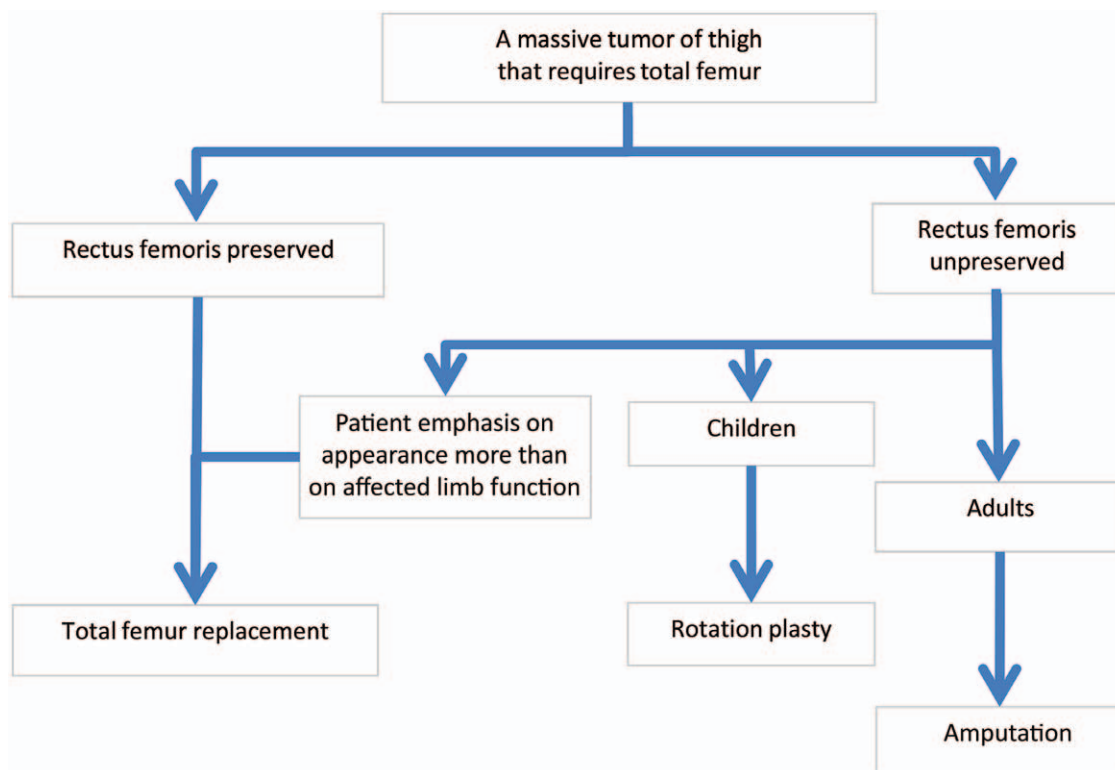 A massive tumor of thigh
that requires total femur
Rectus femoris preserved
Rectus femoris
unpreserved
Patient emphasis on
appearance more than
on affected limb function
Children
Adults
Total femur replacement
Rotation plasty
Amputation